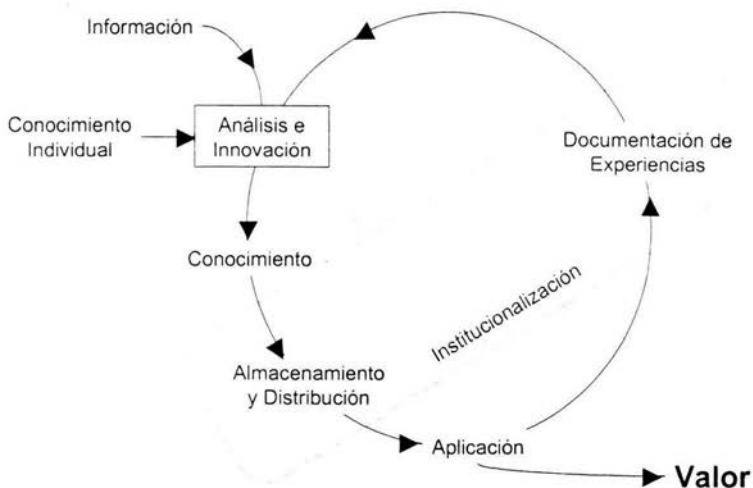 Información
Conocimiento
Individual
Análisis e
Innovación
Documentación de
Experiencias
Conocimiento
Institucionalización
Almacenamiento
y Distribución
Aplicación
Valor